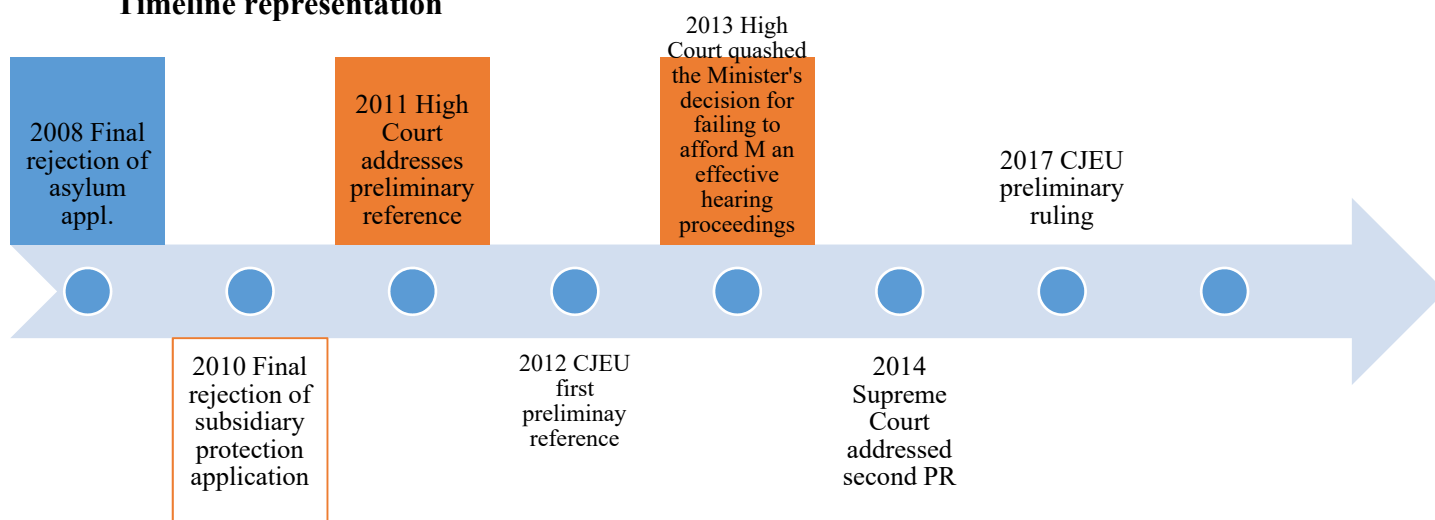 Timeline representation
2008 Final
rejection of
asylum
appl.
2010 Final
rejection of
subsidiary
protection
application
2011 High
Court
addresses
preliminary
reference
2012 CJEU
first
preliminay
reference
2013 High
Court quashed
the Minister's
decision for
failing to
afford M an
effective
hearing
proceedings
2014
Supreme
Court
addressed
second PR
2017 CJEU
preliminary
ruling